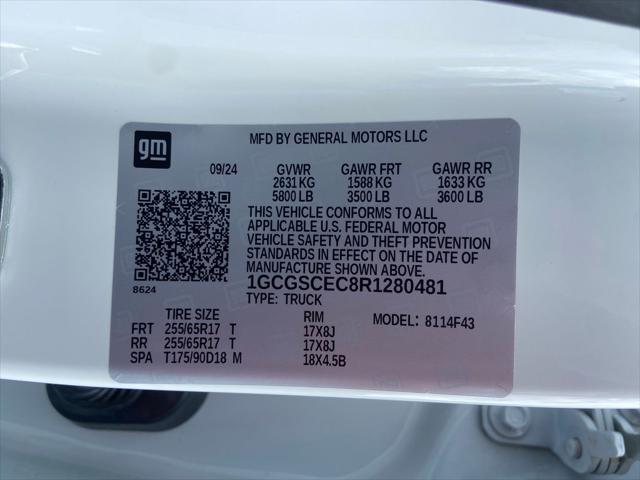 gm
MFD BY GENERAL MOTORS LLC
09/24 GVWR GAWR FRT GAWR RR
2631 KG 1588 KG 1633 KG
5800 LB 3500 LB 3600 LB
THIS VEHICLE CONFORMS TO ALL
APPLICABLE U.S. FEDERAL MOTOR
VEHICLE SAFETY AND THEFT PREVENTION
STANDARDS IN EFFECT ON THE DATE OF
MANUFACTURE SHOWN ABOVE.
8624
1GCGSCEC8R1280481
TYPE: TRUCK
TIRE SIZE RIM MODEL: 8114F43
FRT 255/65R17 T 17X8J
RR 255/65R17 T 17X8J
SPA T175/90D18 M 18X4.5B